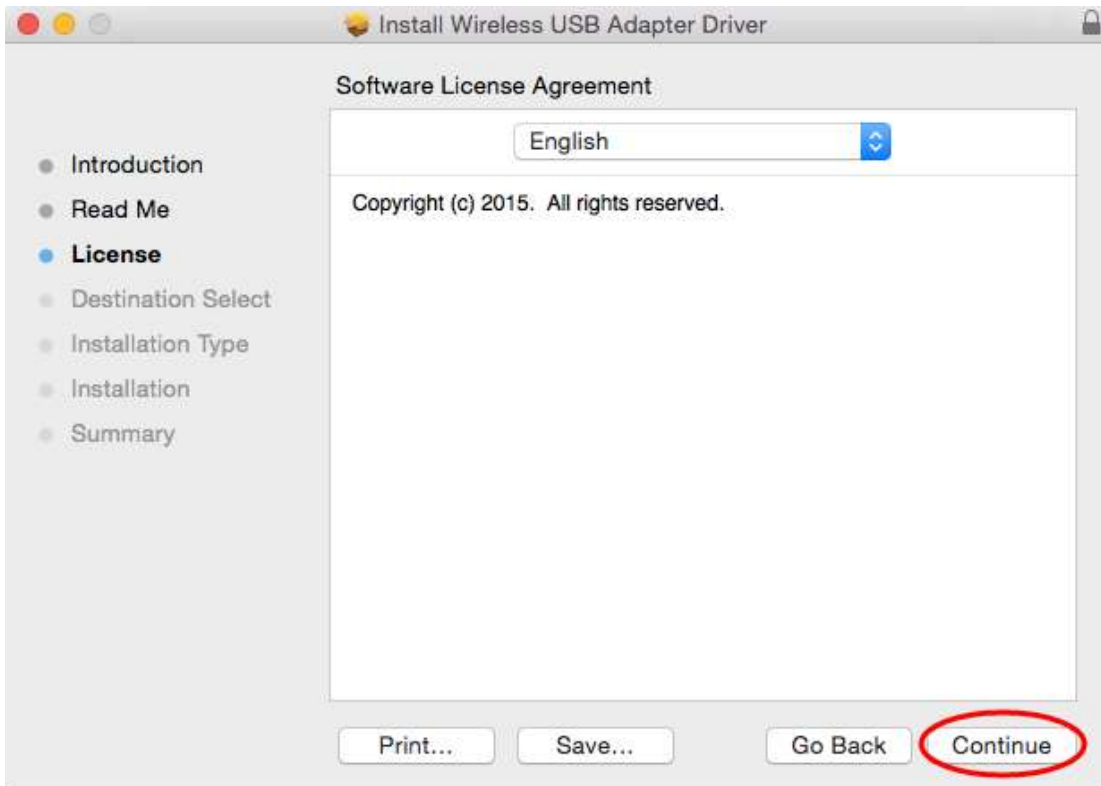 Install Wireless USB Adapter Driver
Software License Agreement
English
Introduction
Read Me
License
Destination Select
Installation Type
Installation
Summary
Copyright (c) 2015.  All rights reserved.
Print...
Save...
Go Back
Continue